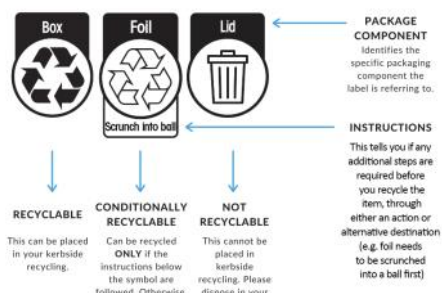 Box
Foil
Lid
Scrunch into ball
PACKAGE
COMPONENT
Identifies the
specific packaging
component the
label is referring to.
INSTRUCTIONS
This tells you if any
additional steps are
required before
you recycle the
item, through
either an action or
alternative destination
(e.g. foil needs
to be scrunched
into a ball first)
RECYCLABLE
This can be placed
in your kerbside
recycling.
CONDITIONALLY
RECYCLABLE
Can be recycled
ONLY if the
instructions below
the symbol are
followed. Otherwise
NOT
RECYCLABLE
This cannot be
placed in
kerbside
recycling. Please
dispose in your